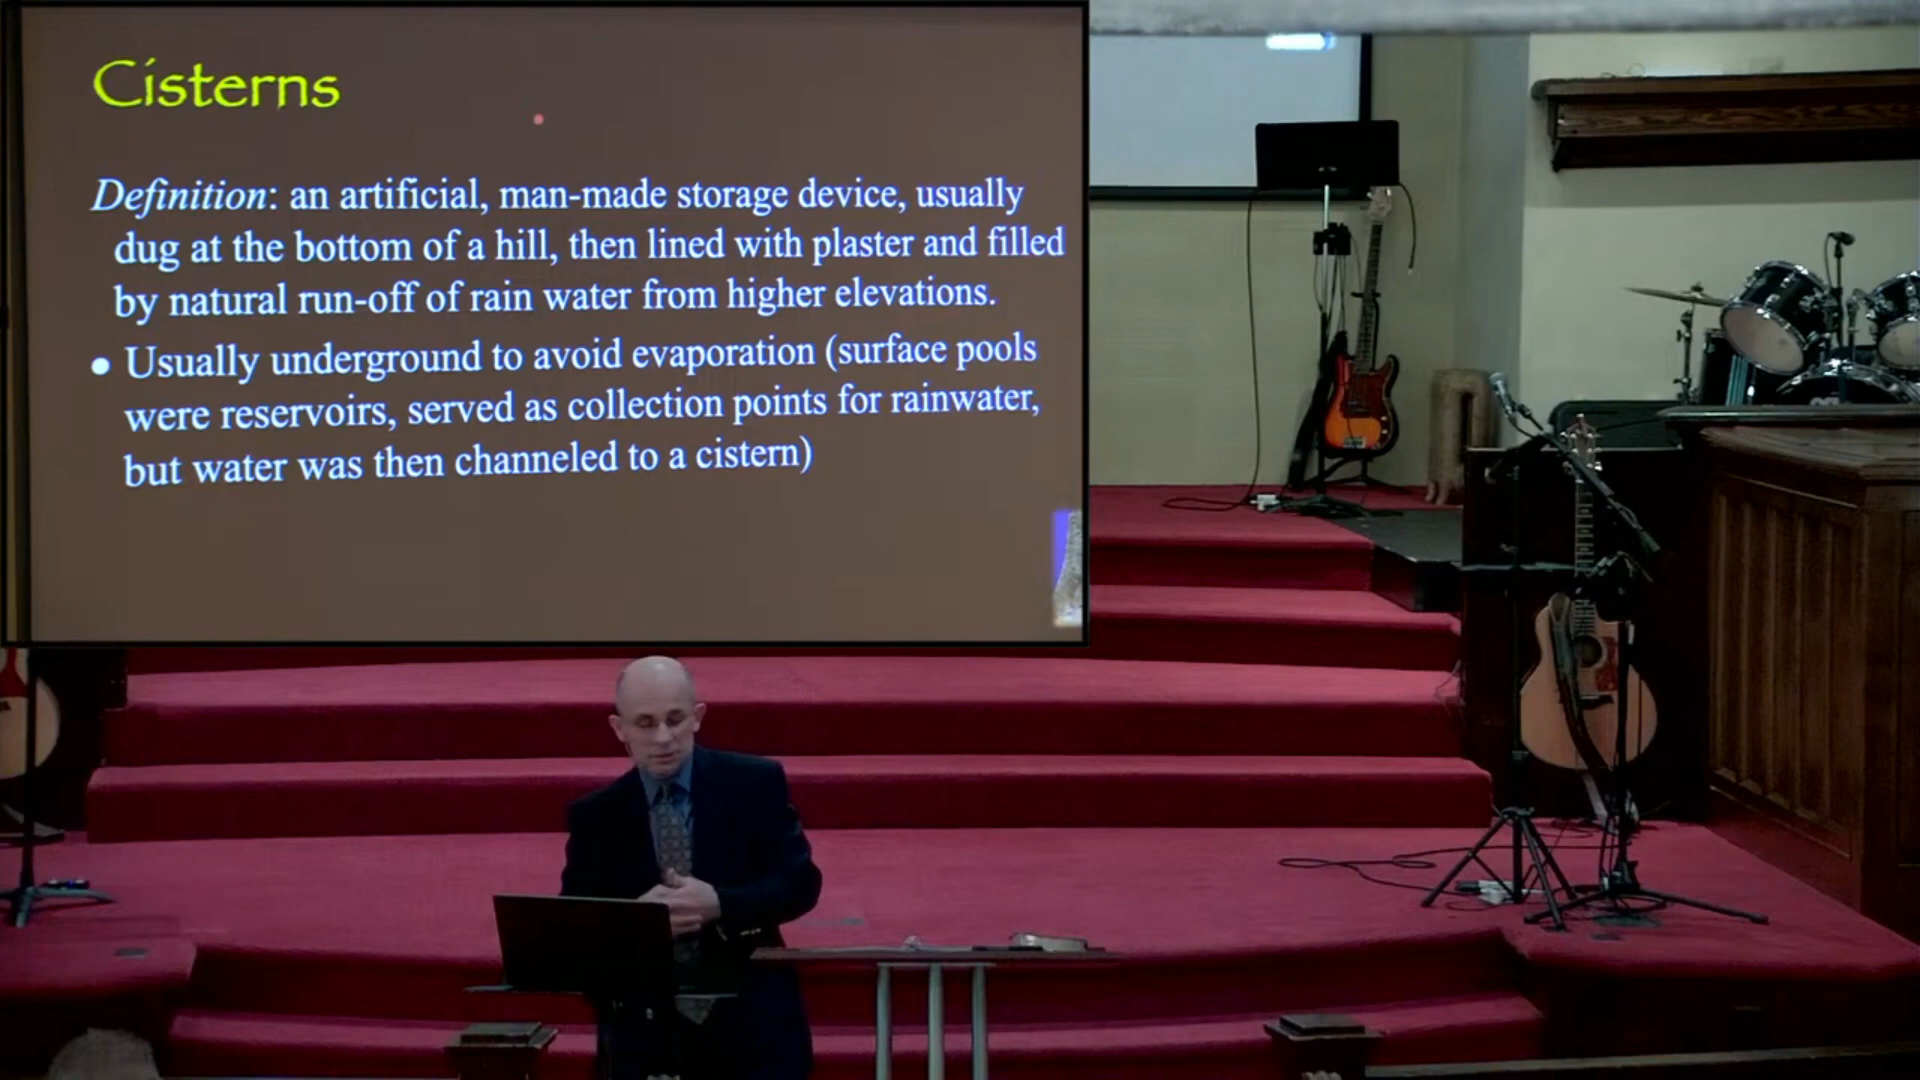 Cisterns
Definition: an artificial, man-made storage device, usually
dug at the bottom of a hill, then lined with plaster and filled
by natural run-off of rain water from higher elevations.
• Usually underground to avoid evaporation (surface pools
were reservoirs, served as collection points for rainwater,
but water was then channeled to a cistern)